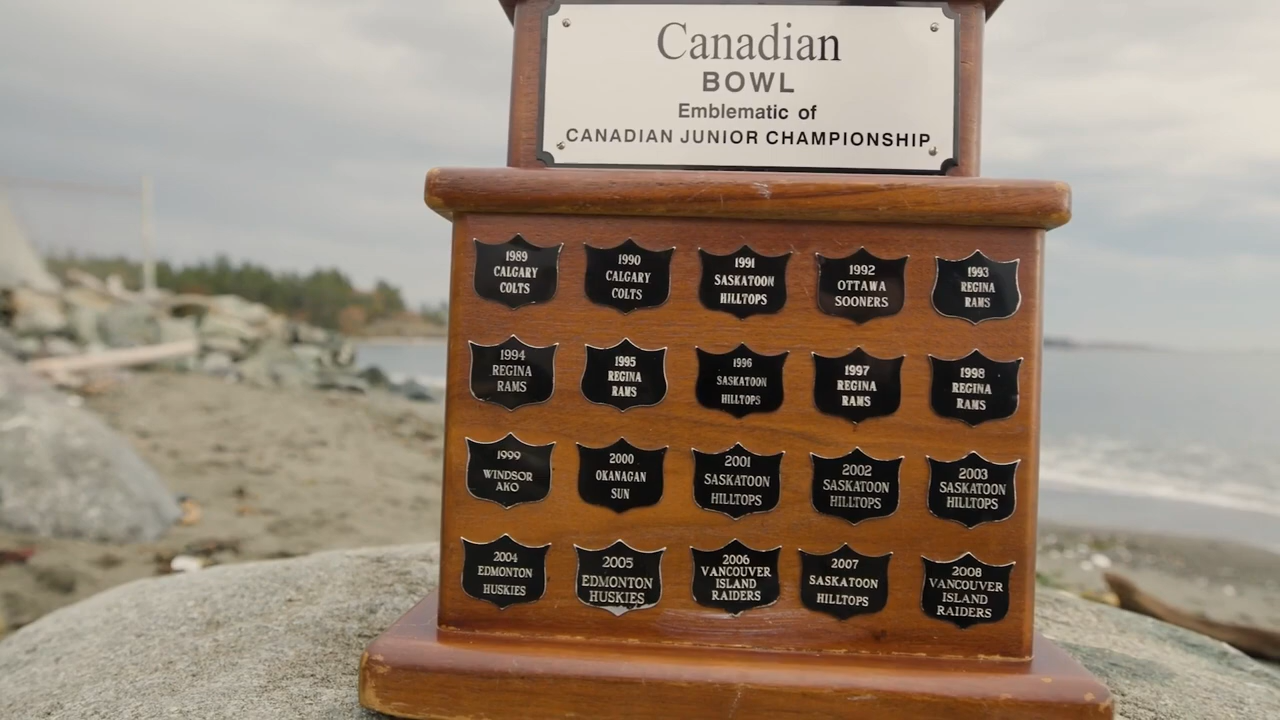 Canadian
BOWL
Emblematic of
CANADIAN JUNIOR CHAMPIONSHIP
1989
CALGARY
COLTS
1990
CALGARY
COLTS
1991
SASKATOON
HILLTOPS
1992
OTTAWA
SOONERS
1993
REGINA
RAMS
1994
REGINA
RAMS
1995
REGINA
RAMS
1996
SASKATOON
HILLTOPS
1997
REGINA
RAMS
1998
REGINA
RAMS
1999
WINDSOR
AKO
2000
OKANAGAN
SUN
2001
SASKATOON
HILLTOPS
2002
SASKATOON
HILLTOPS
2003
SASKATOON
HILLTOPS
2004
EDMONTON
HUSKIES
2005
EDMONTON
HUSKIES
2006
VANCOUVER
ISLAND
RAIDERS
2007
SASKATOON
HILLTOPS
2008
VANCOUVER
ISLAND
RAIDERS